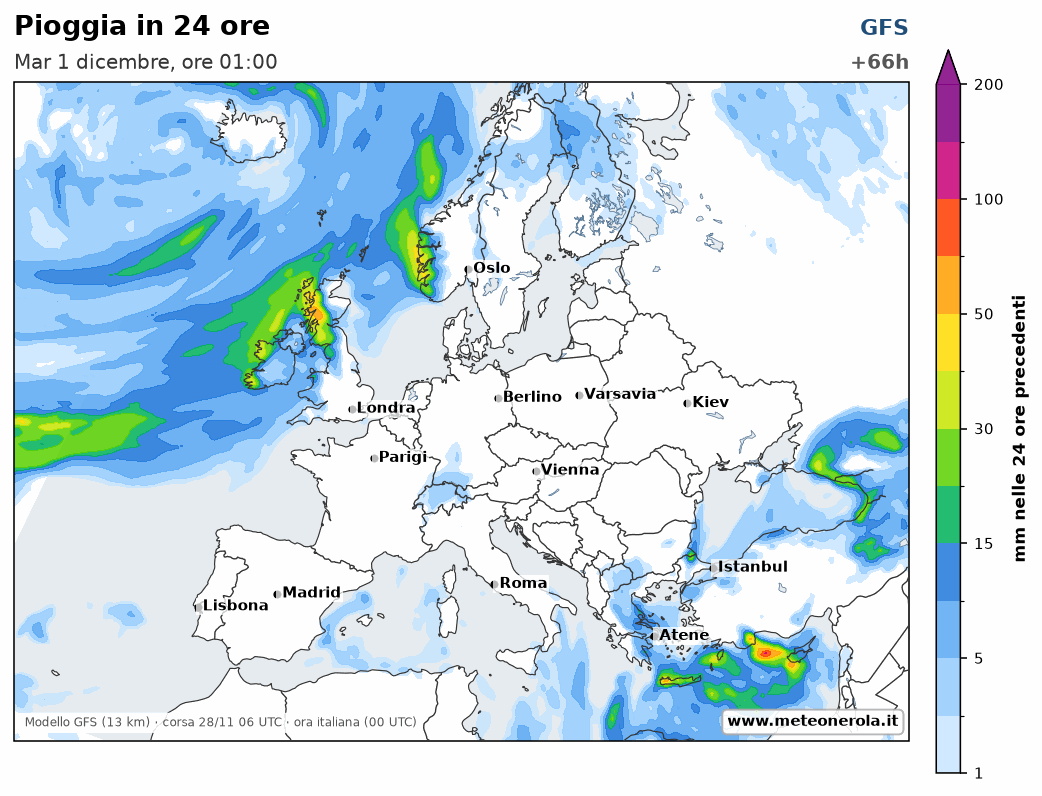 Pioggia in 24 ore
GFS
Mar 1 dicembre, ore 01:00
+66h
200
100
50
30
15
5
1
mm nelle 24 ore precedenti
Oslo
Berlino
Varsavia
Kiev
Londra
Parigi
Vienna
Istanbul
Roma
Madrid
Lisbona
Atene
Modello GFS (13 km) · corsa 28/11 06 UTC · ora italiana (00 UTC)
www.meteonerola.it